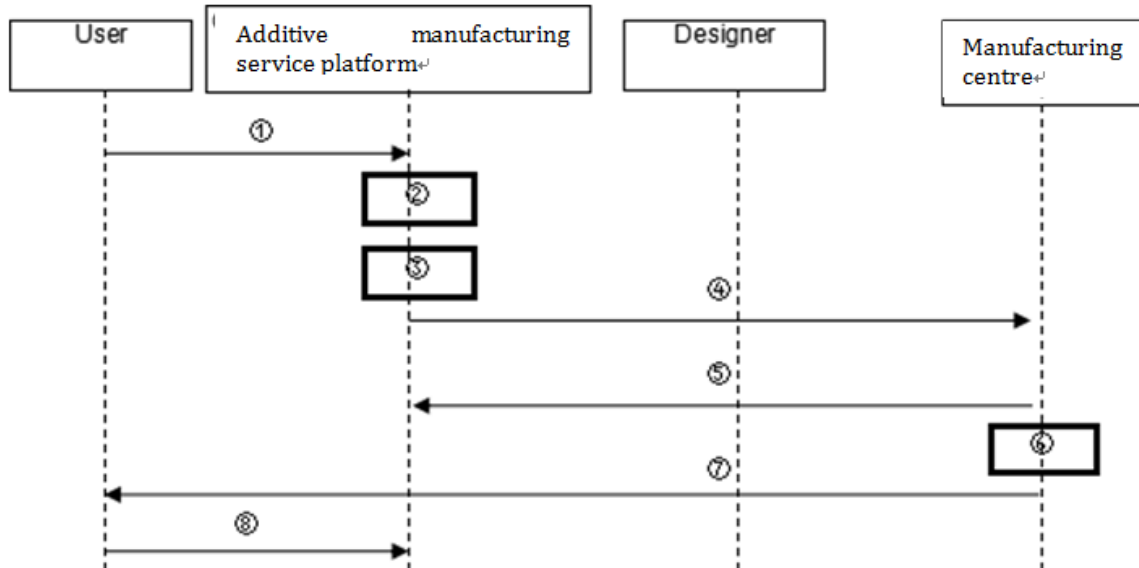 User
Additive manufacturing
service platform↵
Designer
Manufacturing
centre↵
①
②
③
④
⑤
⑥
⑦
⑧